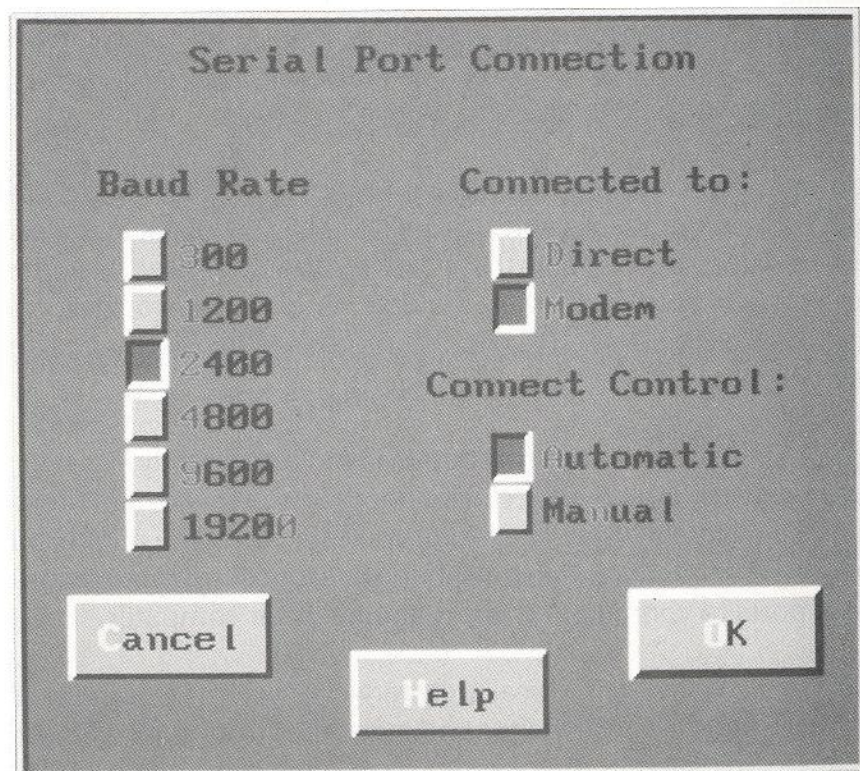 Serial Port Connection
Baud Rate
300
1200
2400
4800
9600
19200
Connected to:
Direct
Modem
Connect Control:
Automatic
Manual
Cancel
Help
OK